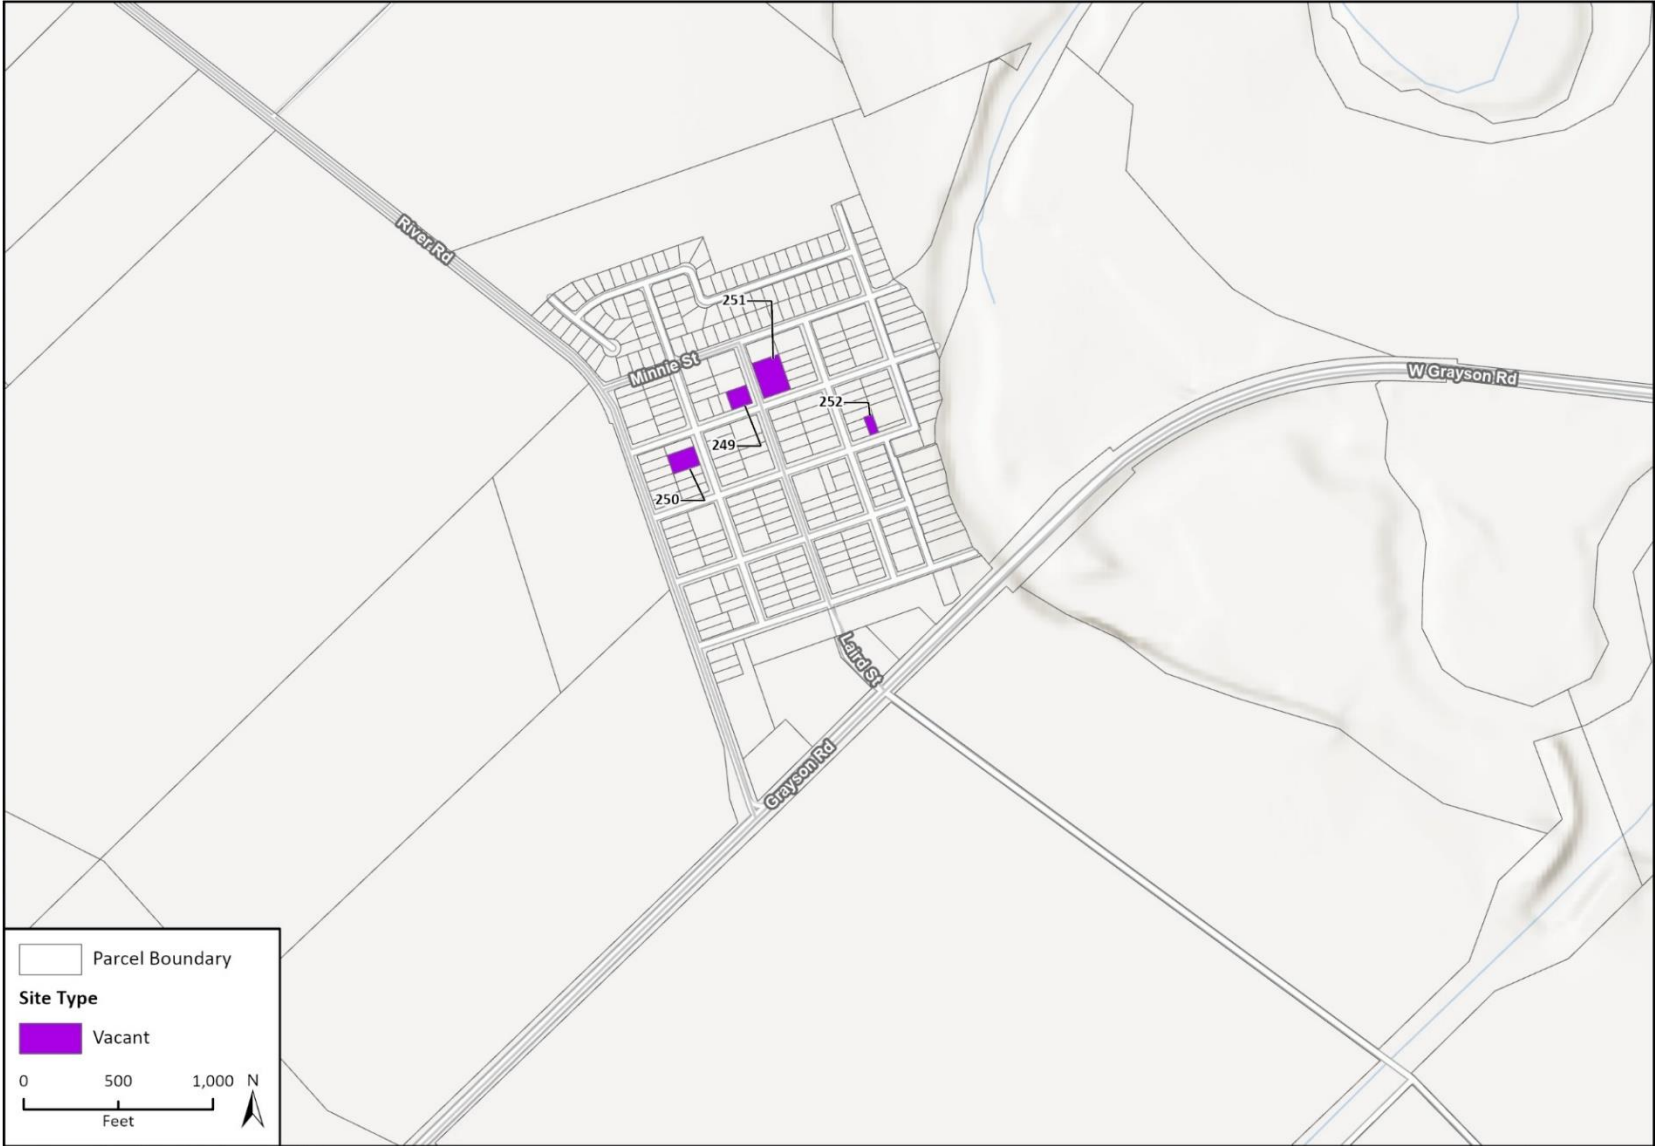 River Rd
251
Minnie St
W Grayson Rd
252
249
250
Laird St
Grayson Rd
Parcel Boundary
Site Type
Vacant
0 500 1,000 N
Feet